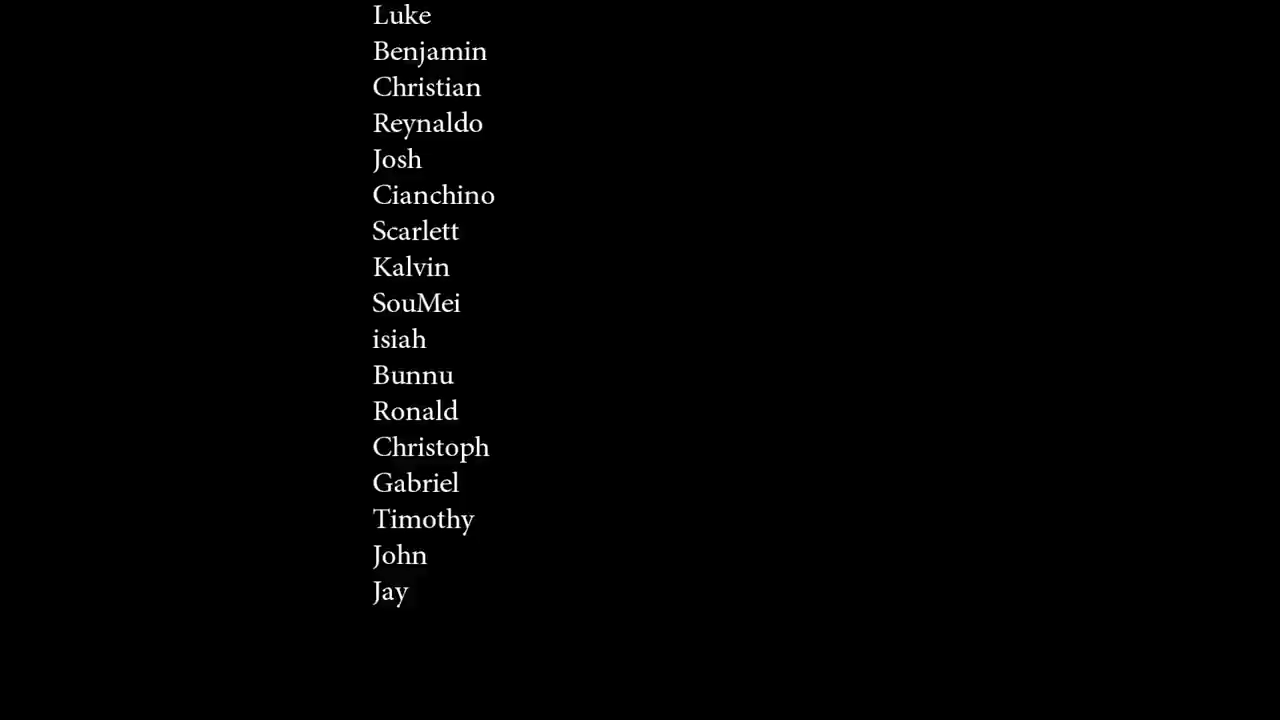 Luke
Benjamin
Christian
Reynaldo
Josh
Cianchino
Scarlett
Kalvin
SouMei
isiah
Bunnu
Ronald
Christoph
Gabriel
Timothy
John
Jay